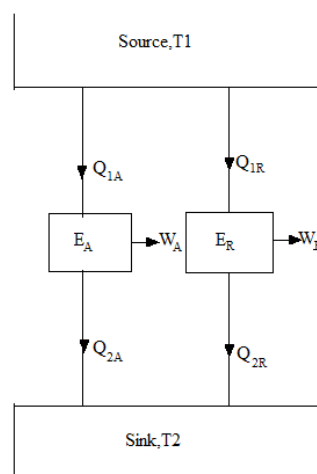 Source,T1
Q1A
Q1R
EA
WA
ER
Q2A
Q2R
Sink,T2